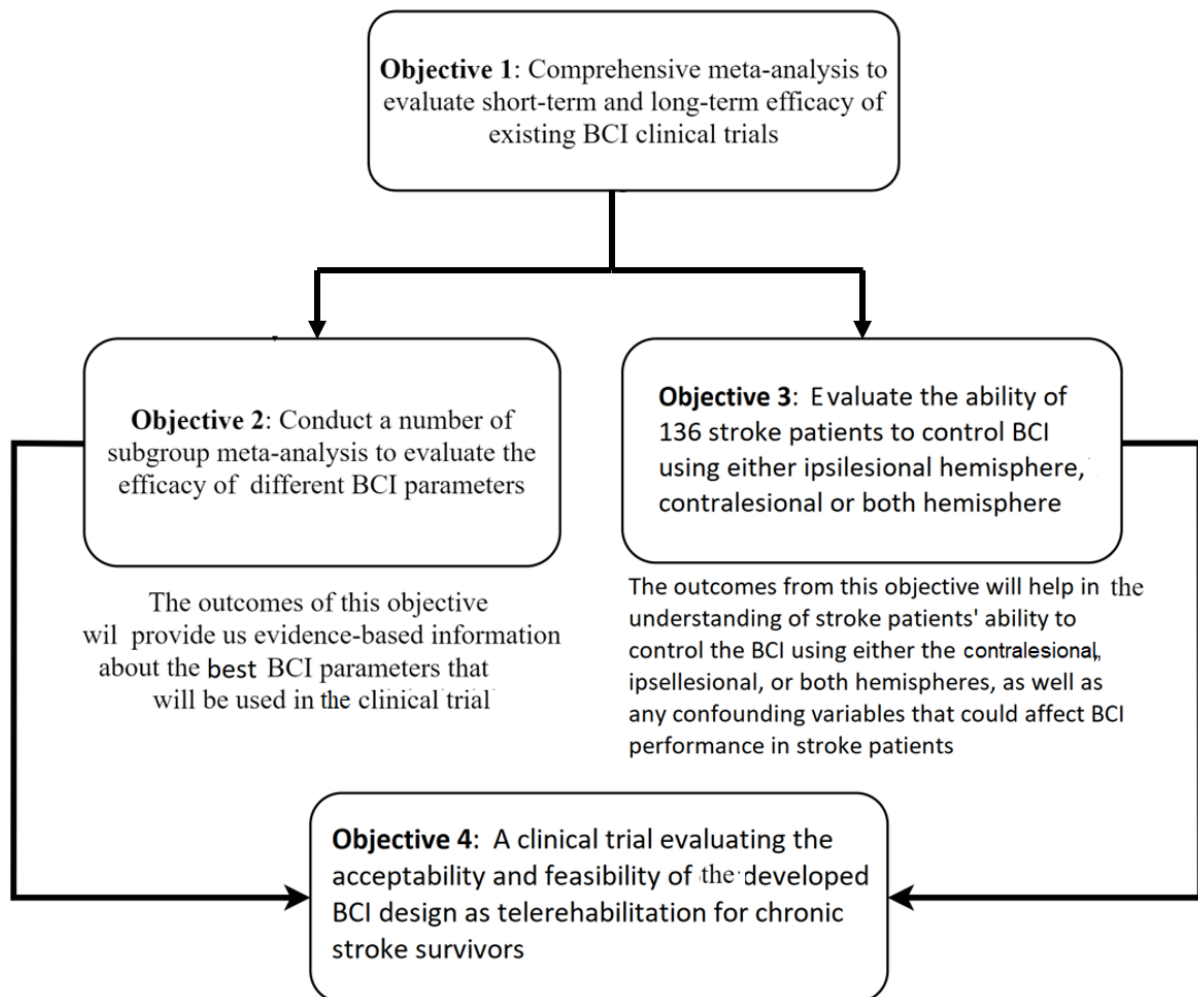 Objective 1: Comprehensive meta-analysis to
evaluate short-term and long-term efficacy of
existing BCI clinical trials
Objective 2: Conduct a number of
subgroup meta-analysis to evaluate the
efficacy of different BCI parameters
The outcomes of this objective
wil provide us evidence-based information
about the best BCI parameters that
will be used in the clinical trial
Objective 3: Evaluate the ability of
136 stroke patients to control BCI
using either ipsilesional hemisphere,
contralesional or both hemisphere
The outcomes from this objective will help in the
understanding of stroke patients' ability to
control the BCI using either the contralesional,
ipsellesional, or both hemispheres, as well as
any confounding variables that could affect BCI
performance in stroke patients
Objective 4: A clinical trial evaluating the
acceptability and feasibility of the developed
BCI design as telerehabilitation for chronic
stroke survivors